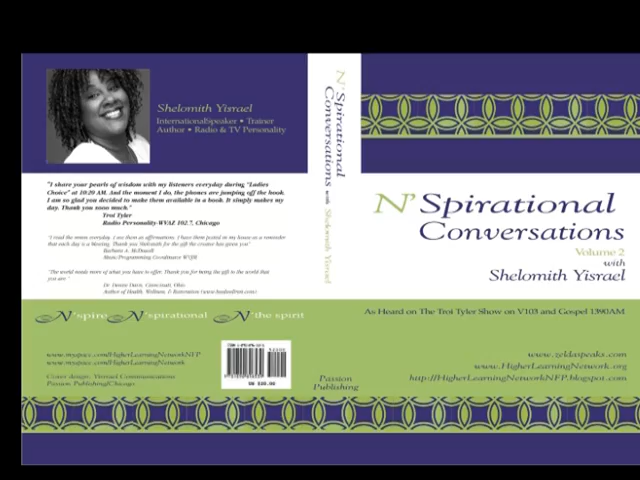 Shelomith Yisrael
InternationalSpeaker • Trainer
Author • Radio & TV Personality
"I share your pearls of wisdom with my listeners everyday during "Ladies
Choice" at 10:20 AM. And the moment I do, the phones are jumping off the hook.
I am so glad you decided to make them available in a book. It simply makes my
day. Thank you sooo much."
Troi Tyler
Radio Personality-WVAZ 102.7, Chicago
"I read the menus everyday. I use them as affirmations. I have them posted in my house as a reminder
that each day is a blessing. Thank you Shelomith for the gift the creator has given you"
Barbara A. McDowell
Music/Programming Coordinator
"The world needs more of what you have to offer. Thank you for being the gift to the world that
you are "
Dr. Denise Davis, Cincinnati, Ohio
Author of Health, Wellness, & Restoration
N'spire N'spirational N'the spirit
www.myspace.com/HigherLearningNetworkNFP
www.myspace.com/HigherLearningNetwork
Cover design: Yisrael Communications
Passion Publishing/Chicago
N'Spirational
Conversations with Shelomith Yisrael
Passion
Publishing
N'Spirational
Conversations
Volume 2
with
Shelomith Yisrael
As Heard on The Troi Tyler Show on V103 and Gospel 1390AM
www.zeldaspeaks.com
www.HigherLearningNetwork.org
http://HigherLearningNetworkNFP.blogspot.com